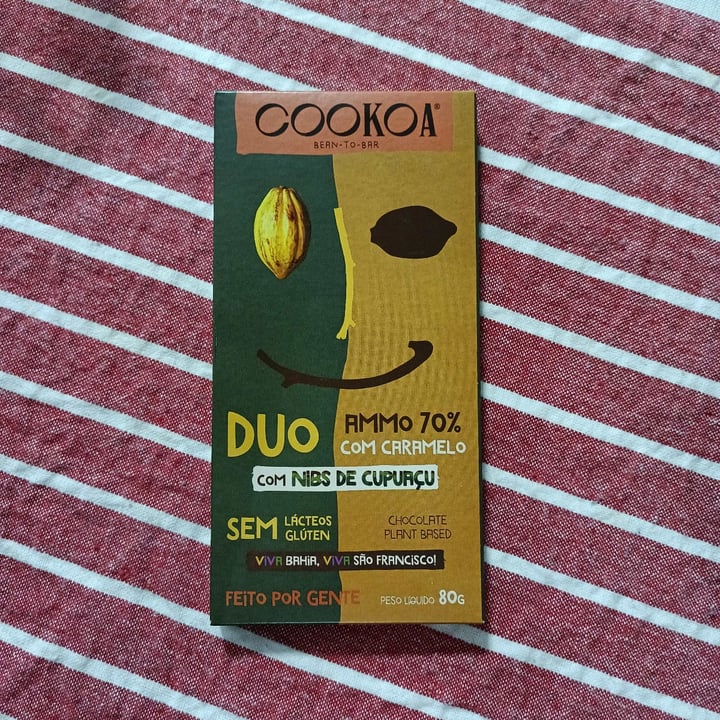 COOKOA®
BEAN-TO-BAR
DUO
AMMO 70%
COM CARAMELO
COM NIBS DE CUPUAÇU
SEM LÁCTEOS
GLÚTEN
CHOCOLATE
PLANT BASED
VIVA BAHIA, VIVA SÃO FRANCISCO!
FEITO POR GENTE
PESO LÍQUIDO 80G